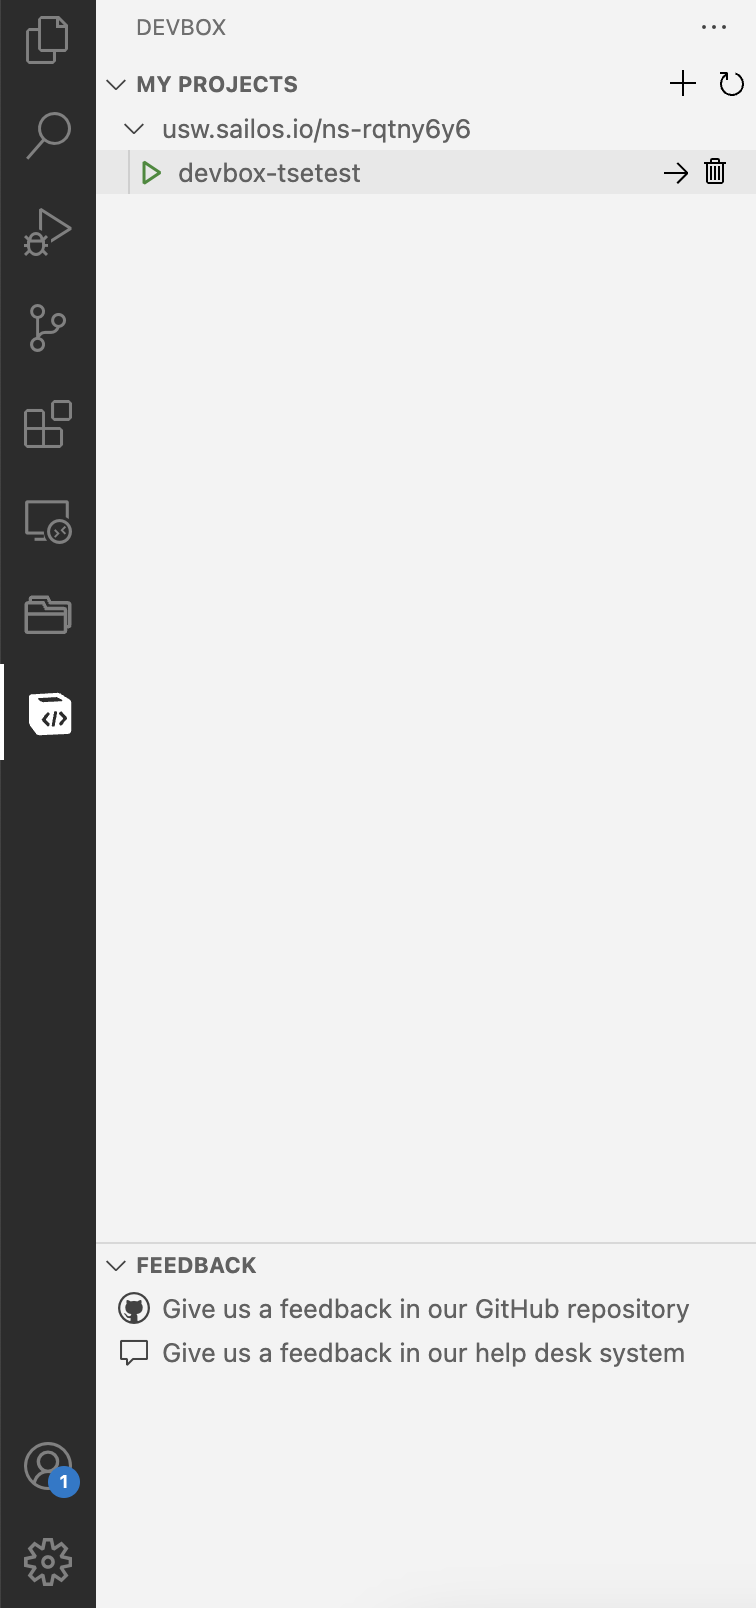 DEVBOX
MY PROJECTS
usw.sailos.io/ns-rqtny6y6
devbox-tsetest
FEEDBACK
Give us a feedback in our GitHub repository
Give us a feedback in our help desk system
1